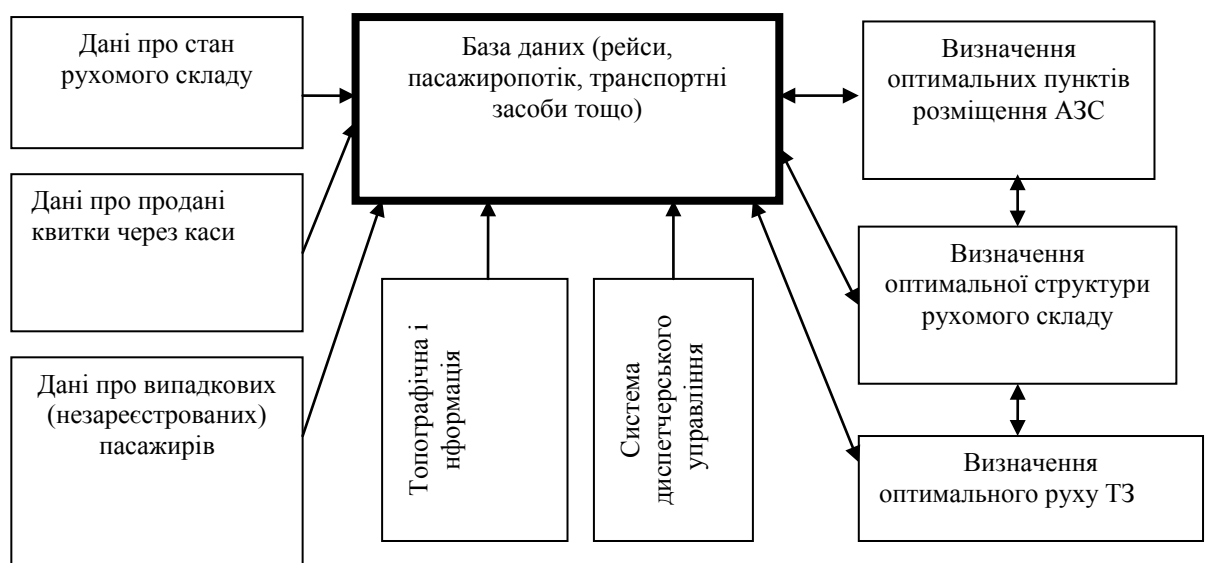 Дані про стан
рухомого складу
База даних (рейси,
пасажиропотік, транспортні
засоби тощо)
Визначення
оптимальних пунктів
розміщення АЗС
Дані про продані
квитки через каси
Визначення
оптимальної структури
рухомого складу
Дані про випадкових
(незареєстрованих)
пасажирів
Топографічна і
нформація
Система
диспетчерського
управління
Визначення
оптимального руху ТЗ